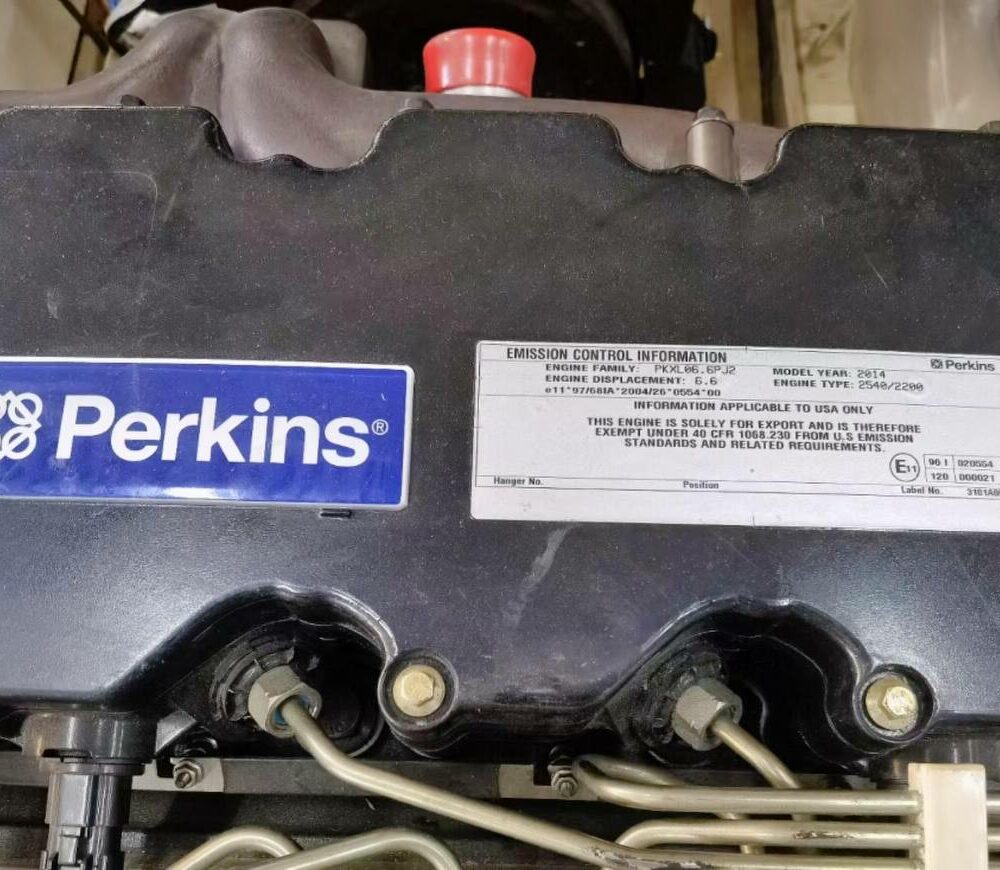 Perkins®
EMISSION CONTROL INFORMATION
Perkins
ENGINE FAMILY: PKXL06.6PJ2 MODEL YEAR: 2014
ENGINE DISPLACEMENT: 6.6 ENGINE TYPE: 2540/2200
e11*97/68IA*2004/26*0554*00
INFORMATION APPLICABLE TO USA ONLY
THIS ENGINE IS SOLELY FOR EXPORT AND IS THEREFORE
EXEMPT UNDER 40 CFR 1068.230 FROM U.S EMISSION
STANDARDS AND RELATED REQUIREMENTS.
E11 96 I 020554
120 000021
Hanger No. Position Label No.